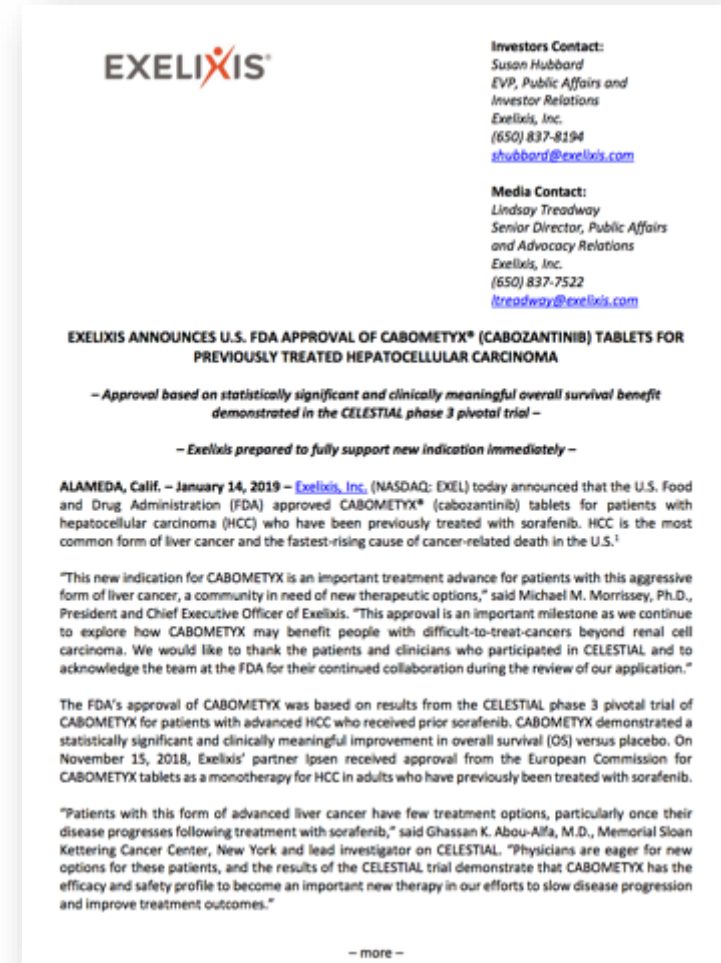 EXELIXIS®
Investors Contact:
Susan Hubbard
EVP, Public Affairs and
Investor Relations
Exelixis, Inc.
(650) 837-8194
shubbard@exelixis.com
Media Contact:
Lindsay Treadway
Senior Director, Public Affairs
and Advocacy Relations
Exelixis, Inc.
(650) 837-7522
ltreadway@exelixis.com
EXELIXIS ANNOUNCES U.S. FDA APPROVAL OF CABOMETYX® (CABOZANTINIB) TABLETS FOR
PREVIOUSLY TREATED HEPATOCELLULAR CARCINOMA
– Approval based on statistically significant and clinically meaningful overall survival benefit
demonstrated in the CELESTIAL phase 3 pivotal trial –
– Exelixis prepared to fully support new indication immediately –
ALAMEDA, Calif. – January 14, 2019 – Exelixis, Inc. (NASDAQ: EXEL) today announced that the U.S. Food
and Drug Administration (FDA) approved CABOMETYX® (cabozantinib) tablets for patients with
hepatocellular carcinoma (HCC) who have been previously treated with sorafenib. HCC is the most
common form of liver cancer and the fastest-rising cause of cancer-related death in the U.S.¹
"This new indication for CABOMETYX is an important treatment advance for patients with this aggressive
form of liver cancer, a community in need of new therapeutic options," said Michael M. Morrissey, Ph.D.,
President and Chief Executive Officer of Exelixis. "This approval is an important milestone as we continue
to explore how CABOMETYX may benefit people with difficult-to-treat-cancers beyond renal cell
carcinoma. We would like to thank the patients and clinicians who participated in CELESTIAL and to
acknowledge the team at the FDA for their continued collaboration during the review of our application."
The FDA's approval of CABOMETYX was based on results from the CELESTIAL phase 3 pivotal trial of
CABOMETYX for patients with advanced HCC who received prior sorafenib. CABOMETYX demonstrated a
statistically significant and clinically meaningful improvement in overall survival (OS) versus placebo. On
November 15, 2018, Exelixis' partner Ipsen received approval from the European Commission for
CABOMETYX tablets as a monotherapy for HCC in adults who have previously been treated with sorafenib.
"Patients with this form of advanced liver cancer have few treatment options, particularly once their
disease progresses following treatment with sorafenib," said Ghassan K. Abou-Alfa, M.D., Memorial Sloan
Kettering Cancer Center, New York and lead investigator on CELESTIAL. "Physicians are eager for new
options for these patients, and the results of the CELESTIAL trial demonstrate that CABOMETYX has the
efficacy and safety profile to become an important new therapy in our efforts to slow disease progression
and improve treatment outcomes."
– more –